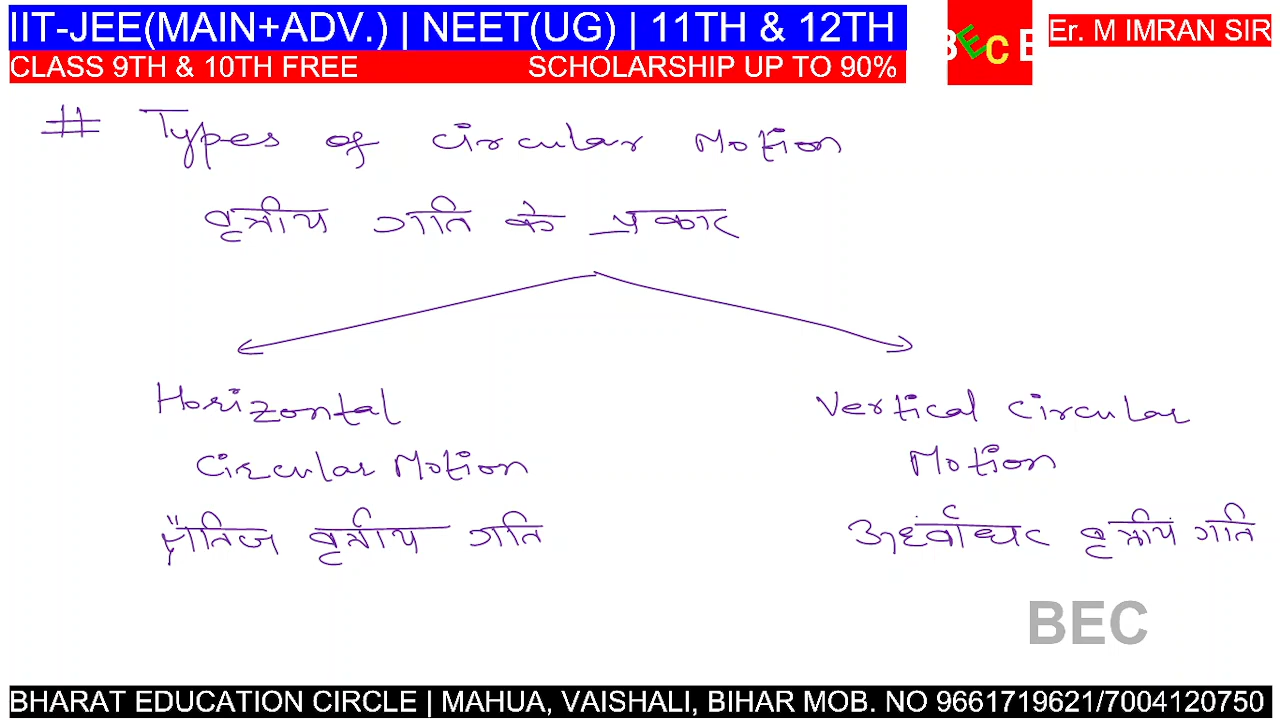 IIT-JEE(MAIN+ADV.) | NEET(UG) | 11TH & 12TH
BEC B
Er. M IMRAN SIR
CLASS 9TH & 10TH FREE SCHOLARSHIP UP TO 90%
# Types of Circular Motion
वृत्तीय गति के प्रकार
Horizontal
Circular Motion
क्षैतिज वृत्तीय गति
Vertical Circular
Motion
उर्ध्वाधर वृत्तीय गति
BEC
BHARAT EDUCATION CIRCLE | MAHUA, VAISHALI, BIHAR MOB. NO 9661719621/7004120750